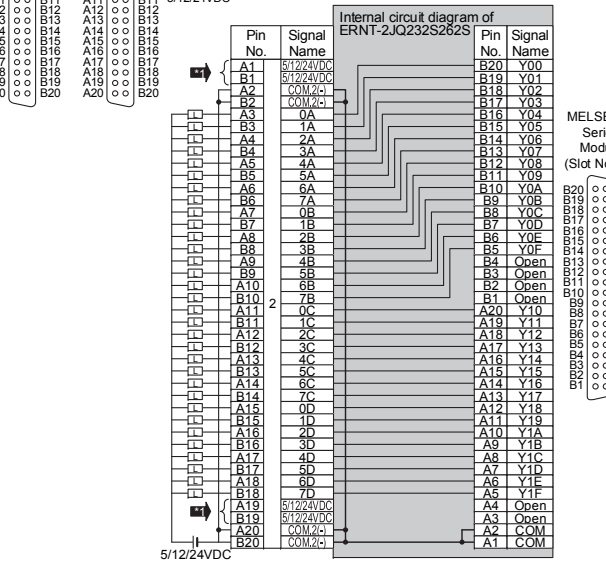 5/12/24VDC
B11 A11 B11
A12 B12 A12 B12
A13 B13 A13 B13
B14 A14 B14
B15 A15 B15
B16 A16 B16
B17 A17 B17
B18 A18 B18
B19 A19 B19
B20 A20 B20
Internal circuit diagram of
ERNT-2JQ232S262S
Pin No. Signal Name Pin No. Signal Name
A1 5/12/24VDC B20 Y00
*1
B1 5/12/24VDC B19 Y01
A2 COM.2(-) B18 Y02
B2 COM.2(-) B17 Y03
L A3 0A B16 Y04
L B3 1A B15 Y05
L A4 2A B14 Y06
L B4 3A B13 Y07
L A5 4A B12 Y08
L B5 5A B11 Y09
L A6 6A B10 Y0A
L B6 7A B9 Y0B
L A7 0B B8 Y0C
L B7 1B B7 Y0D
L A8 2B B6 Y0E
L B8 3B B5 Y0F
L A9 4B B4 Open
L B9 5B B3 Open
L A10 6B B2 Open
L B10 7B B1 Open
2
L A11 0C A20 Y10
L B11 1C A19 Y11
L A12 2C A18 Y12
L B12 3C A17 Y13
L A13 4C A16 Y14
L B13 5C A15 Y15
L A14 6C A14 Y16
L B14 7C A13 Y17
L A15 0D A12 Y18
L B15 1D A11 Y19
L A16 2D A10 Y1A
L B16 3D A9 Y1B
L A17 4D A8 Y1C
L B17 5D A7 Y1D
L A18 6D A6 Y1E
L B18 7D A5 Y1F
A19 5/12/24VDC A4 Open
*1
B19 5/12/24VDC A3 Open
A20 COM.2(-) A2 COM
B20 COM.2(-) A1 COM
5/12/24VDC
MELSE
Seri
Modu
(Slot No
B20
B19
B18
B17
B16
B15
B14
B13
B12
B11
B10
B9
B8
B7
B6
B5
B4
B3
B2
B1